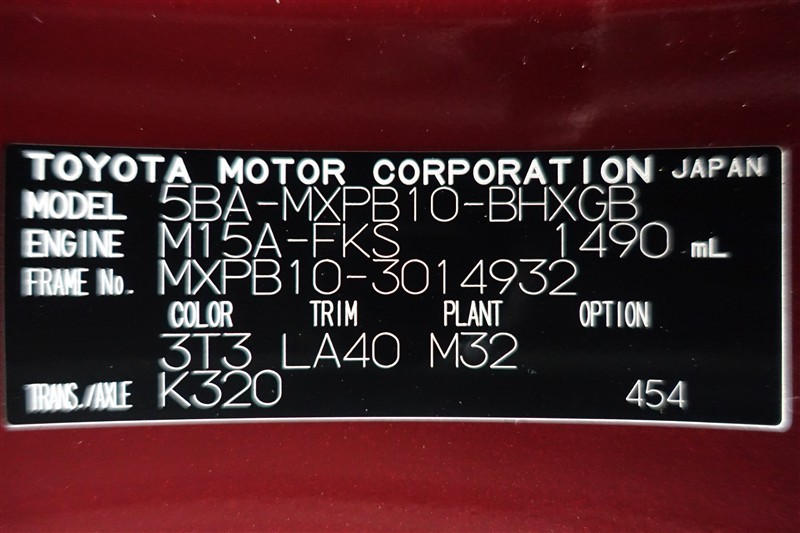 TOYOTA MOTOR CORPORATION JAPAN
MODEL 5BA-MXPB10-BHXGB
ENGINE M15A-FKS 1490 mL
FRAME No. MXPB10-3014932
COLOR TRIM PLANT OPTION
3T3 LA40 M32
TRANS./AXLE K320 454